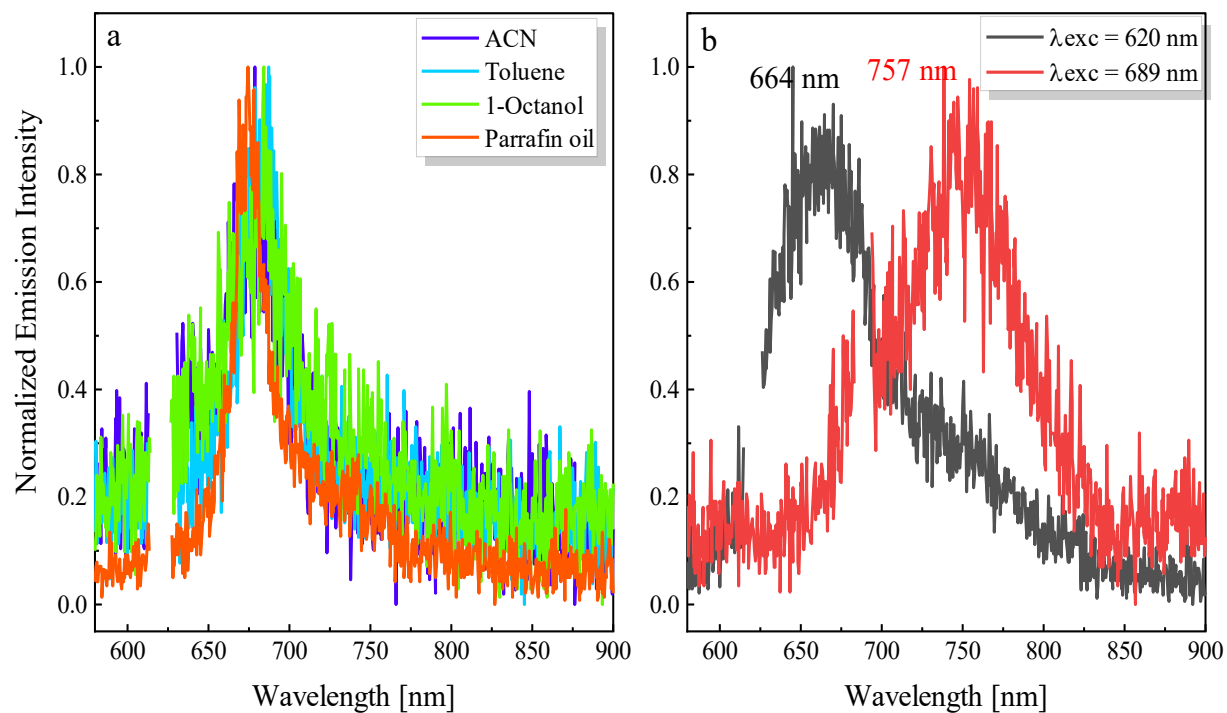 a
ACN
Toluene
1-Octanol
Parrafin oil
1.0
0.8
0.6
0.4
0.2
0.0
600 650 700 750 800 850 900
Wavelength [nm]
Normalized Emission Intensity
b
λexc = 620 nm
λexc = 689 nm
664 nm
757 nm
1.0
0.8
0.6
0.4
0.2
0.0
600 650 700 750 800 850 900
Wavelength [nm]